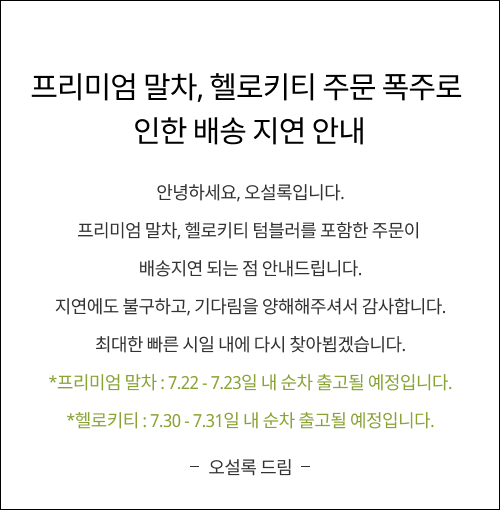 프리미엄 말차, 헬로키티 주문 폭주로
인한 배송 지연 안내
안녕하세요, 오설록입니다.
프리미엄 말차, 헬로키티 텀블러를 포함한 주문이
배송지연 되는 점 안내드립니다.
지연에도 불구하고, 기다림을 양해해주셔서 감사합니다.
최대한 빠른 시일 내에 다시 찾아뵙겠습니다.
*프리미엄 말차 : 7.22 - 7.23일 내 순차 출고될 예정입니다.
*헬로키티 : 7.30 - 7.31일 내 순차 출고될 예정입니다.
– 오설록 드림 –